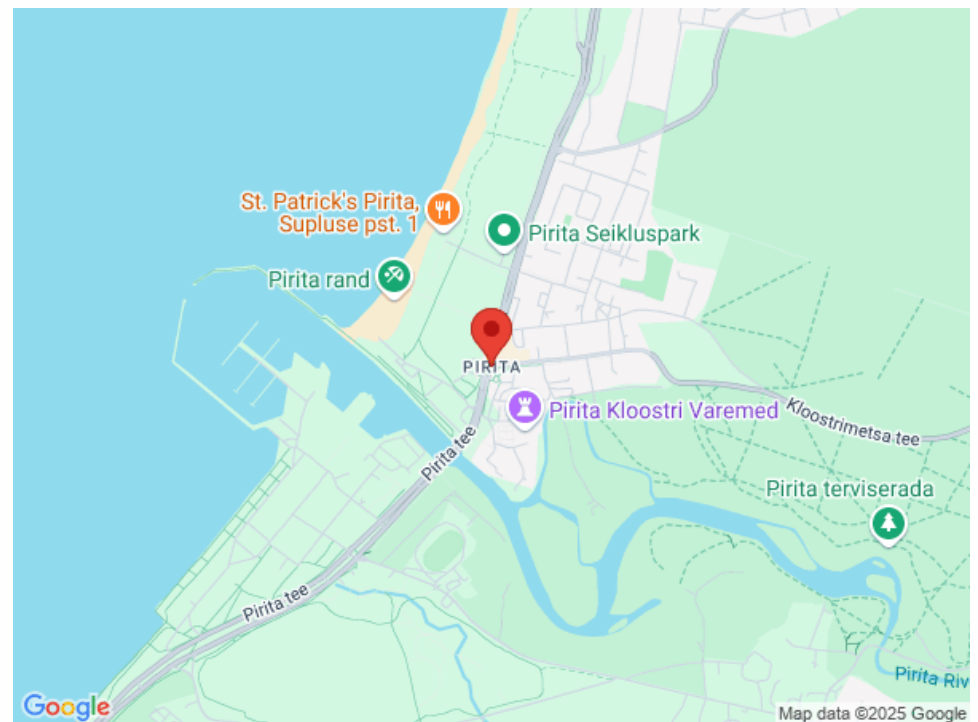 St. Patrick's Pirita,
Supluse pst. 1
Pirita Seikluspark
Pirita rand
PIRITA
Pirita Kloostri Varemed
Kloostrimetsa tee
Pirita tee
Pirita terviserada
Pirita tee
Pirita Riv
Google
Map data ©2025 Google